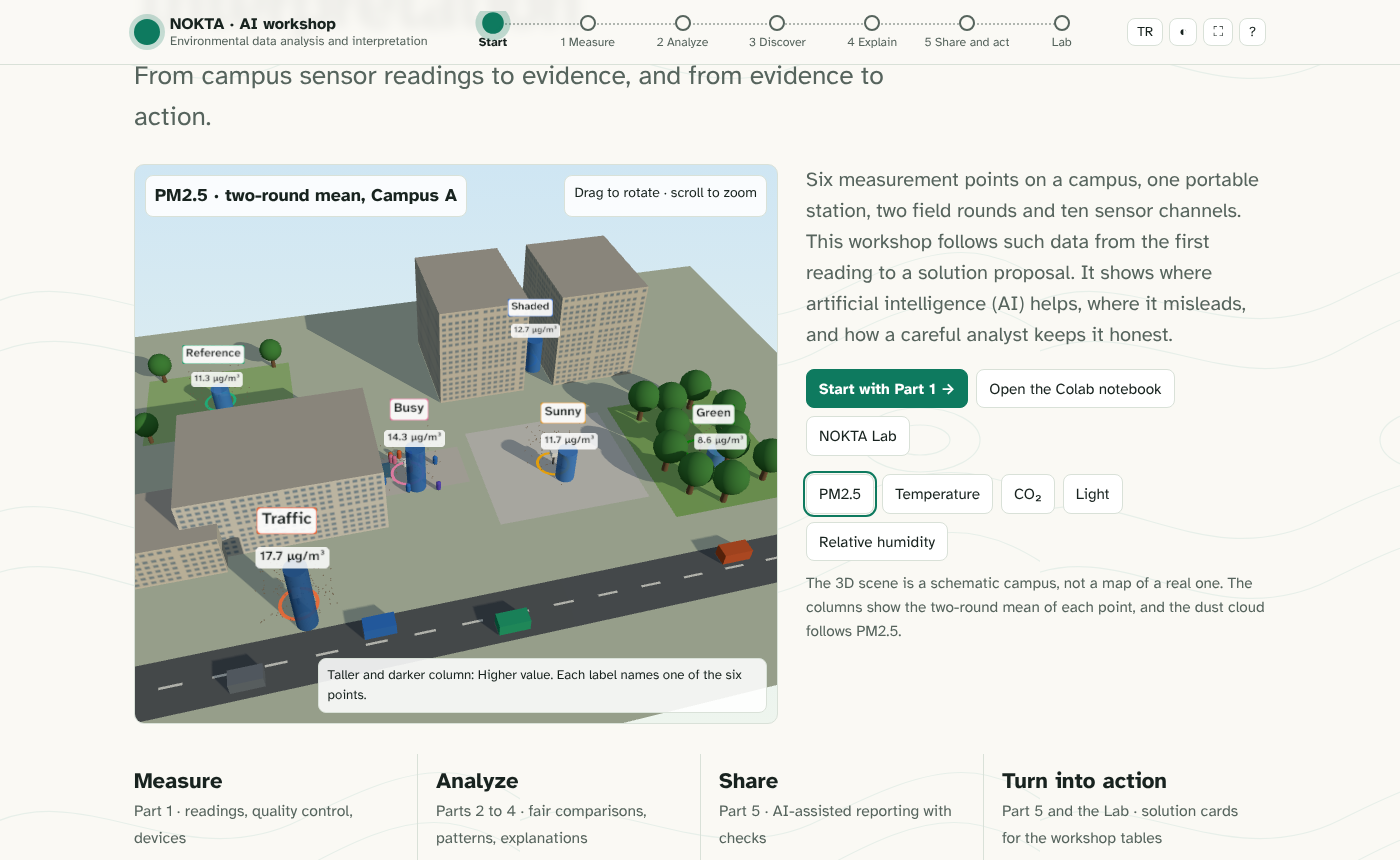 NOKTA · AI workshop
Environmental data analysis and interpretation
Start
1 Measure
2 Analyze
3 Discover
4 Explain
5 Share and act
Lab
TR
?
From campus sensor readings to evidence, and from evidence to
action.
PM2.5 · two-round mean, Campus A
Drag to rotate · scroll to zoom
Shaded
12.7 µg/m³
Reference
11.3 µg/m³
Busy
14.3 µg/m³
Sunny
11.7 µg/m³
Green
8.6 µg/m³
Traffic
17.7 µg/m³
Taller and darker column: Higher value. Each label names one of the six
points.
Six measurement points on a campus, one portable
station, two field rounds and ten sensor channels.
This workshop follows such data from the first
reading to a solution proposal. It shows where
artificial intelligence (AI) helps, where it misleads,
and how a careful analyst keeps it honest.
Start with Part 1 →
Open the Colab notebook
NOKTA Lab
PM2.5
Temperature
CO₂
Light
Relative humidity
The 3D scene is a schematic campus, not a map of a real one. The
columns show the two-round mean of each point, and the dust cloud
follows PM2.5.
Measure
Part 1 · readings, quality control,
devices
Analyze
Parts 2 to 4 · fair comparisons,
patterns, explanations
Share
Part 5 · AI-assisted reporting with
checks
Turn into action
Part 5 and the Lab · solution cards
for the workshop tables